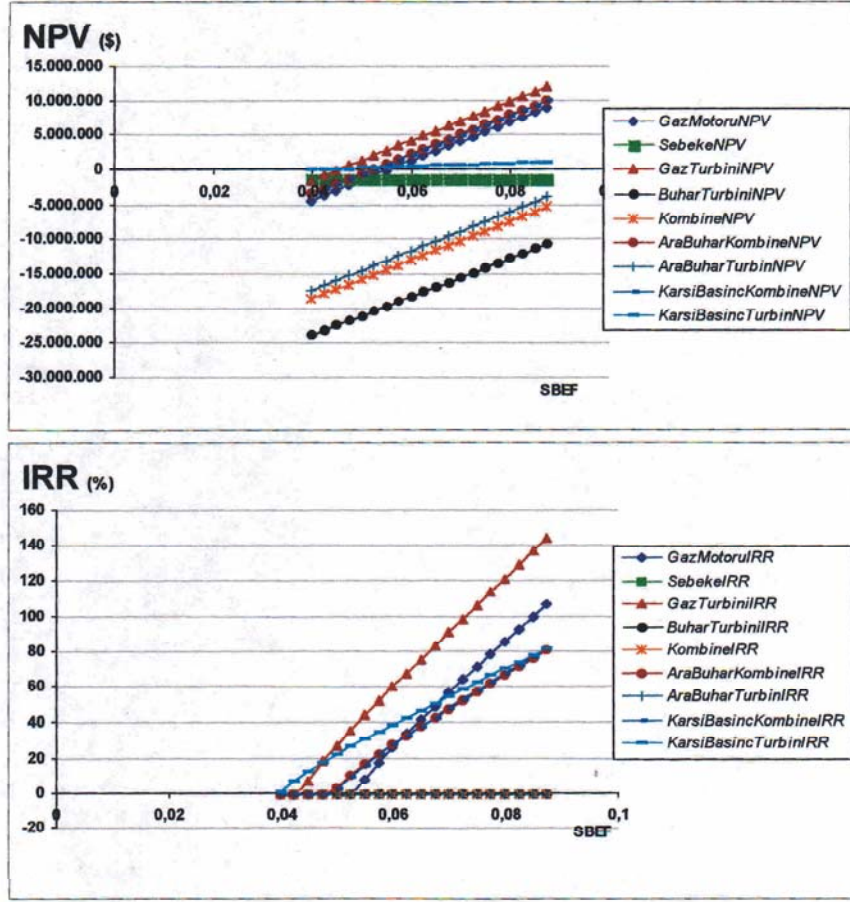 NPV ($)
15.000.000
10.000.000
5.000.000
0
-5.000.000
-10.000.000
-15.000.000
-20.000.000
-25.000.000
-30.000.000
0 0,02 0,04 0,06 0,08
SBEF
GazMotoruNPV
SebekeNPV
GazTurbiniNPV
BuharTurbiniNPV
KombineNPV
AraBuharKombineNPV
AraBuharTurbinNPV
KarsiBasincKombineNPV
KarsiBasincTurbinNPV
IRR (%)
160
140
120
100
80
60
40
20
0
-20
0 0,02 0,04 0,06 0,08 0,1
SBEF
GazMotoruIRR
SebekeIRR
GazTurbiniIRR
BuharTurbiniIRR
KombineIRR
AraBuharKombineIRR
AraBuharTurbinIRR
KarsiBasincKombineIRR
KarsiBasincTurbinIRR